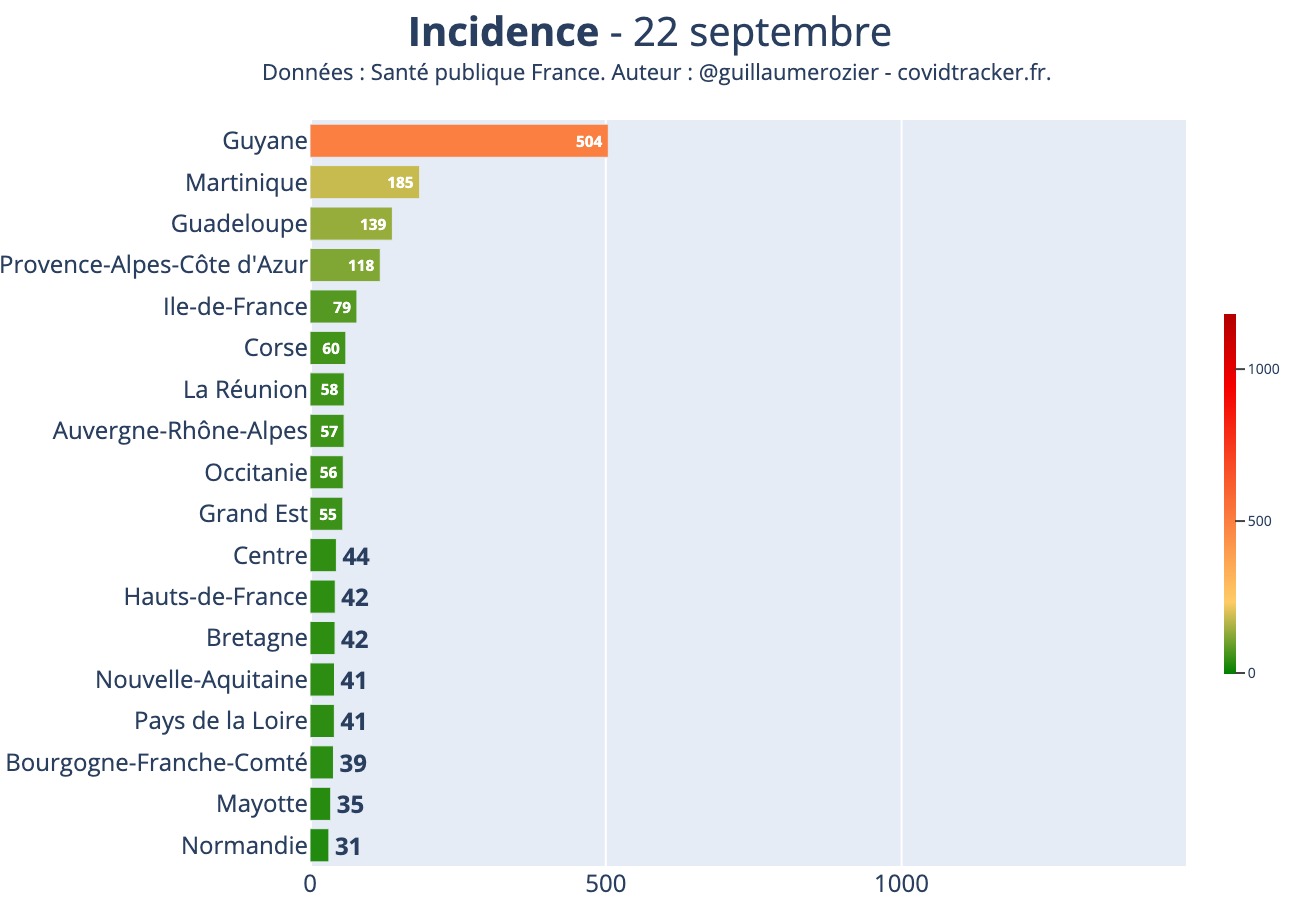 Incidence - 22 septembre
Données : Santé publique France. Auteur : @guillaumerozier - covidtracker.fr.
Guyane 504
Martinique 185
Guadeloupe 139
Provence-Alpes-Côte d'Azur 118
Ile-de-France 79
Corse 60
La Réunion 58
Auvergne-Rhône-Alpes 57
Occitanie 56
Grand Est 55
Centre 44
Hauts-de-France 42
Bretagne 42
Nouvelle-Aquitaine 41
Pays de la Loire 41
Bourgogne-Franche-Comté 39
Mayotte 35
Normandie 31
0 500 1000
1000
500
0